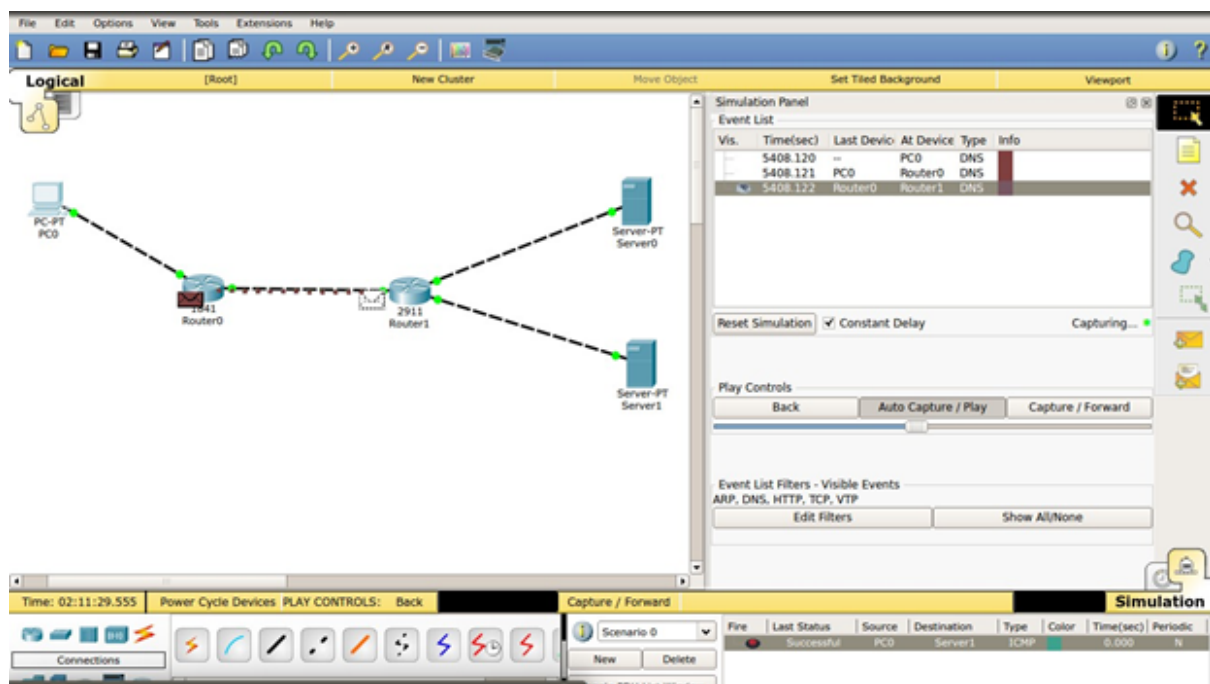 File Edit Options View Tools Extensions Help
Logical [Root] New Cluster Move Object Set Tiled Background Viewport
Simulation Panel
Event List
Vis. Time(sec) Last Devic At Device Type Info
5408.120 -- PC0 DNS
5408.121 PC0 Router0 DNS
5408.122 Router0 Router1 DNS
PC-PT
PC0
Server-PT
Server0
1841
Router0
2911
Router1
Server-PT
Server1
Reset Simulation Constant Delay Capturing...
Play Controls
Back Auto Capture / Play Capture / Forward
Event List Filters - Visible Events
ARP, DNS, HTTP, TCP, VTP
Edit Filters Show All/None
Time: 02:11:29.555 Power Cycle Devices PLAY CONTROLS: Back Capture / Forward Simulation
Connections
Scenario 0
New Delete
Fire Last Status Source Destination Type Color Time(sec) Periodic
Successful PC0 Server1 ICMP 0.000 N